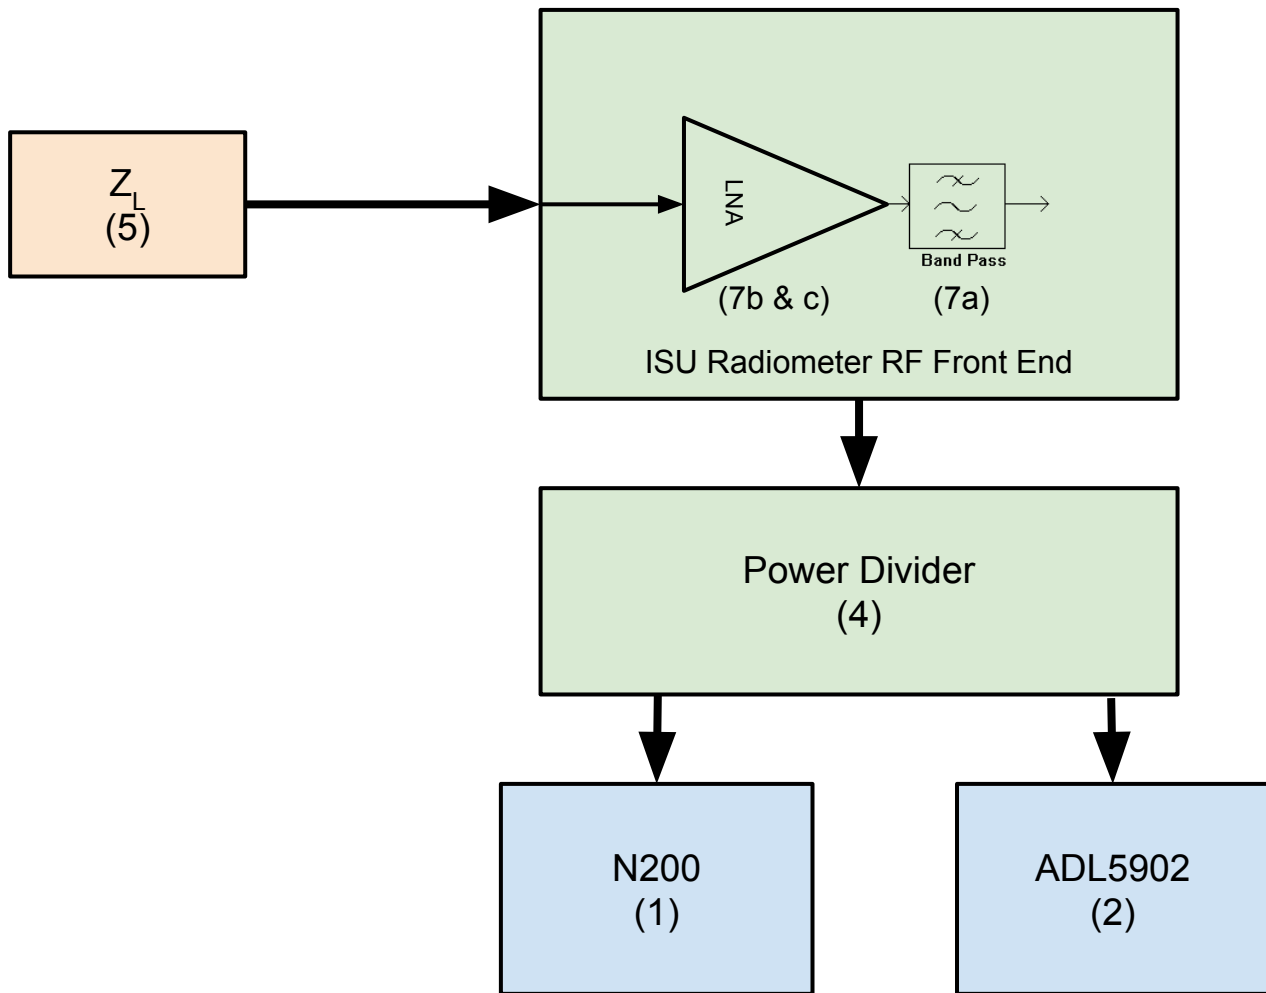 Z_L
(5)
LNA
Band Pass
(7b & c)
(7a)
ISU Radiometer RF Front End
Power Divider
(4)
N200
(1)
ADL5902
(2)